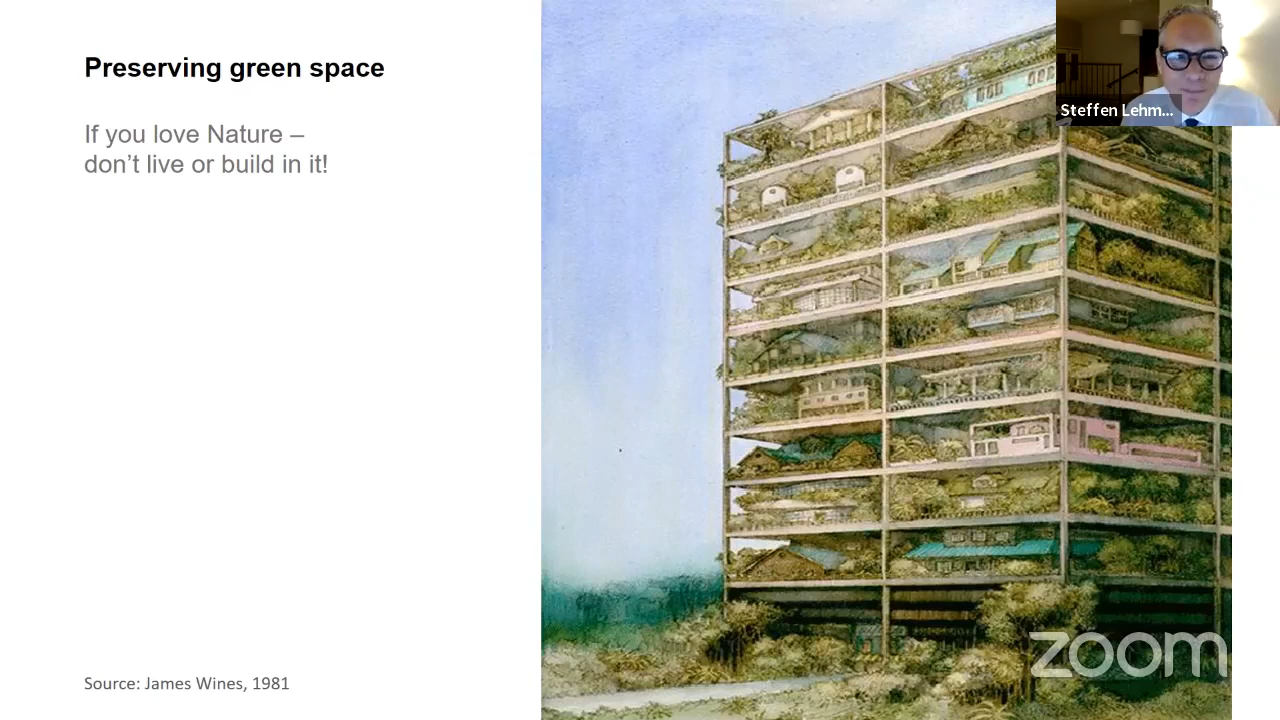 Preserving green space
Steffen Lehm...
If you love Nature –
don't live or build in it!
zoom
Source: James Wines, 1981